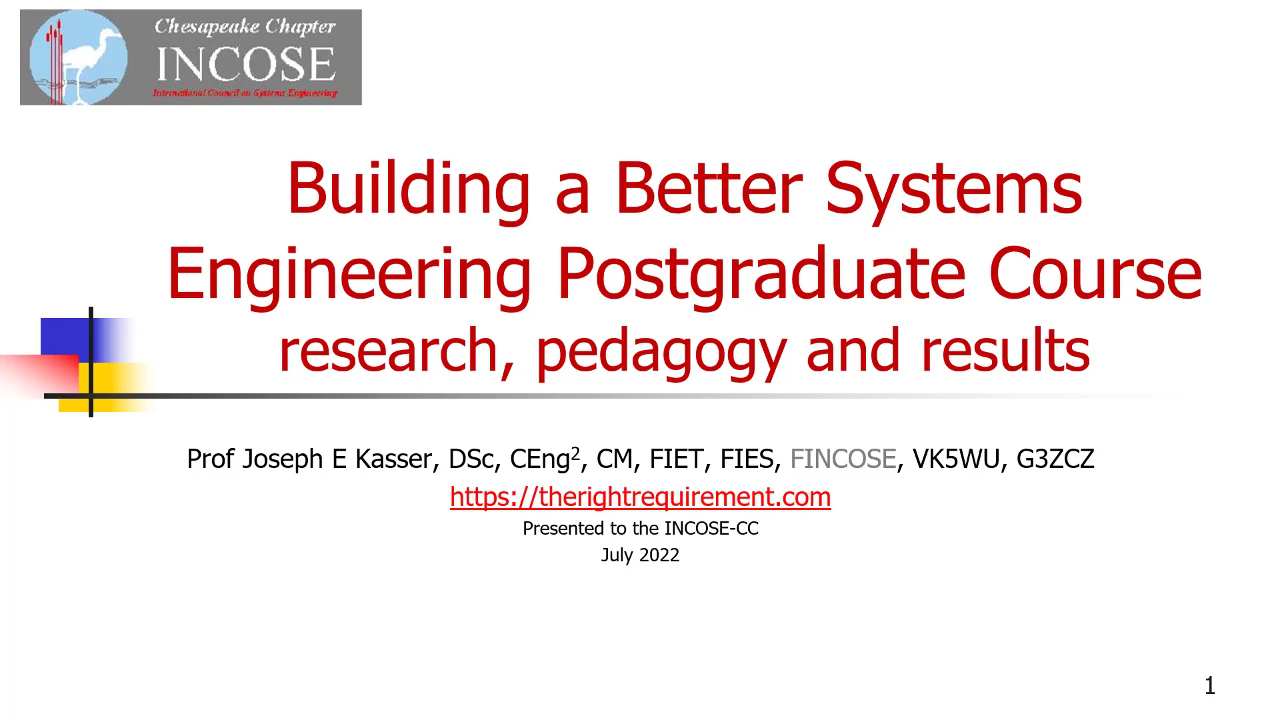 Chesapeake Chapter
INCOSE
International Council on Systems Engineering
Building a Better Systems
Engineering Postgraduate Course
research, pedagogy and results
Prof Joseph E Kasser, DSc, CEng², CM, FIET, FIES, FINCOSE, VK5WU, G3ZCZ
https://therightrequirement.com
Presented to the INCOSE-CC
July 2022
1